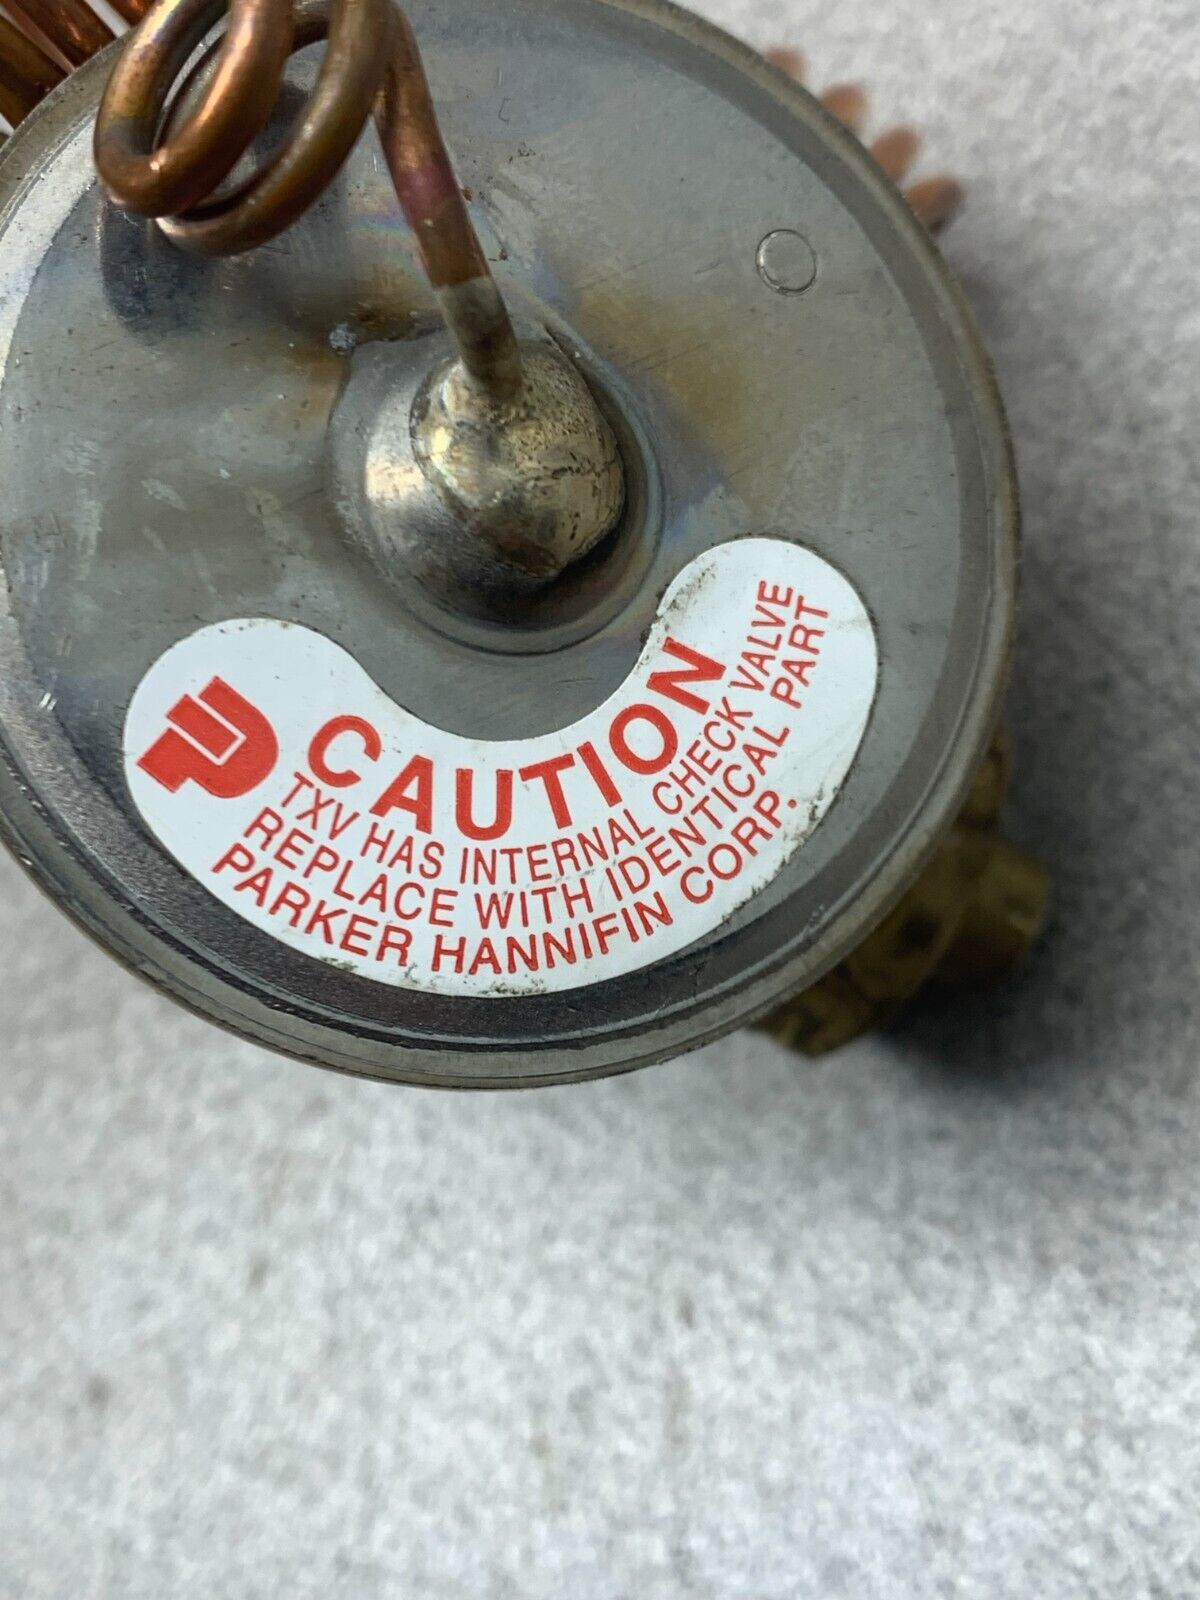 CAUTION
TXV HAS INTERNAL CHECK VALVE
REPLACE WITH IDENTICAL PART
PARKER HANNIFIN CORP.